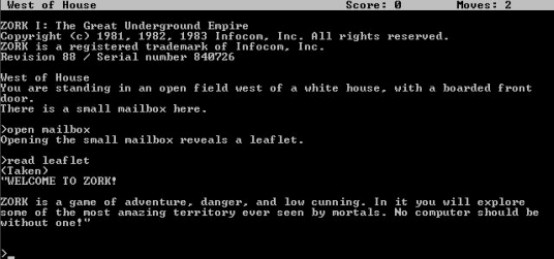 West of House Score: 0 Moves: 2
ZORK I: The Great Underground Empire
Copyright (c) 1981, 1982, 1983 Infocom, Inc. All rights reserved.
ZORK is a registered trademark of Infocom, Inc.
Revision 88 / Serial number 840726
West of House
You are standing in an open field west of a white house, with a boarded front
door.
There is a small mailbox here.
>open mailbox
Opening the small mailbox reveals a leaflet.
>read leaflet
(Taken)
"WELCOME TO ZORK!
ZORK is a game of adventure, danger, and low cunning. In it you will explore
some of the most amazing territory ever seen by mortals. No computer should be
without one!"
>_